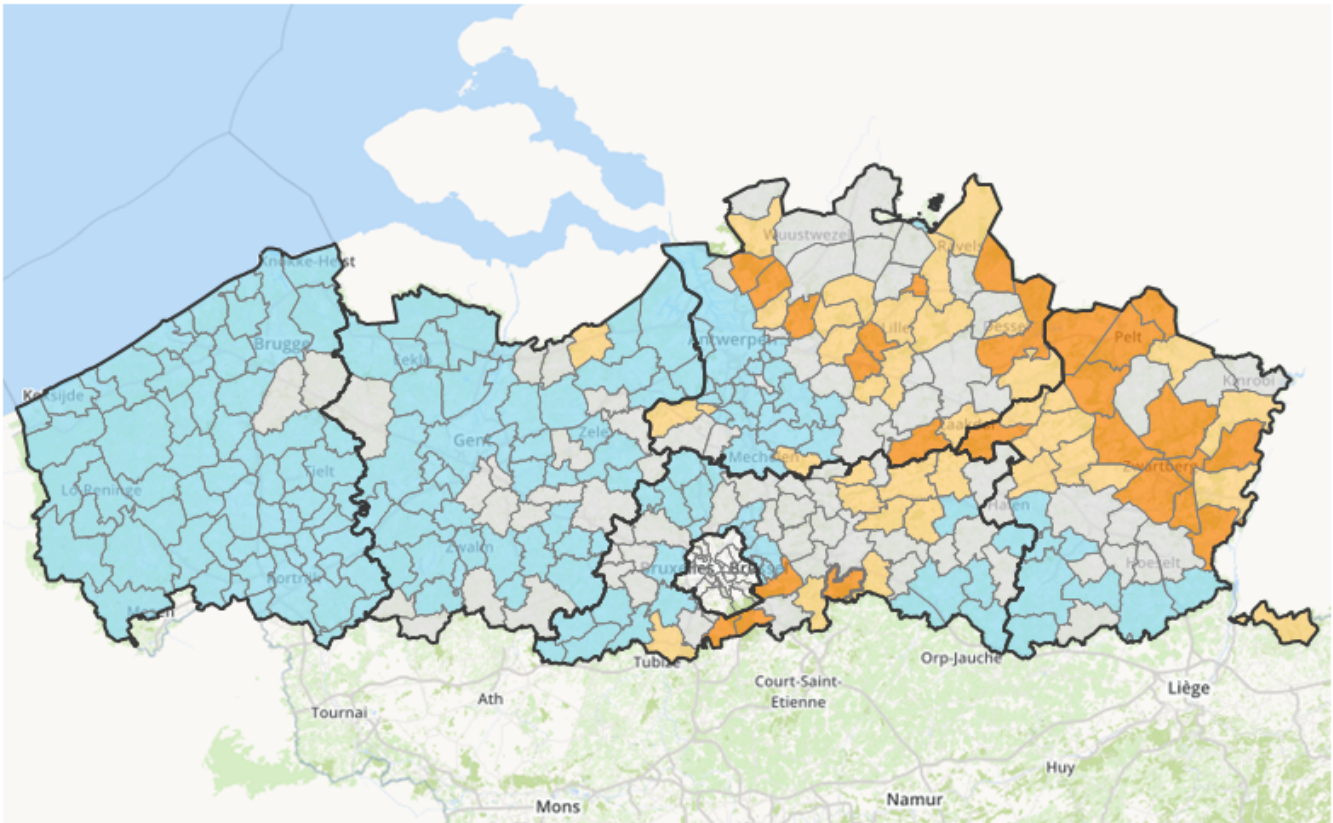 Knokke-Heist
Wuustwezel
Ravels
Brugge
Eeklo
Antwerpen
Lille
Dessel
Pelt
Kinrooi
Koksijde
Gent
Zele
Laakdal
Mechelen
Zwartberg
Tielt
Lo-Reninge
Halen
Zwalm
Hoeselt
Kortrijk
Tubize
Orp-Jauche
Court-Saint-
Etienne
Liège
Ath
Tournai
Huy
Mons
Namur